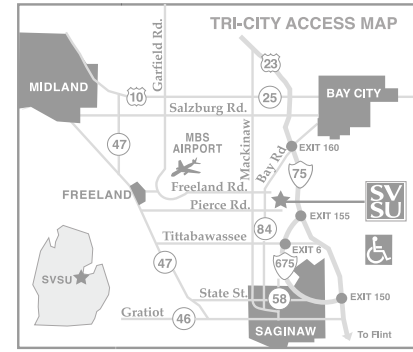 TRI-CITY ACCESS MAP
Garfield Rd.
23
MIDLAND
10
25
BAY CITY
Salzburg Rd.
47
MBS
AIRPORT
Mackinaw
Bay Rd.
EXIT 160
75
FREELAND
Freeland Rd.
Pierce Rd.
SV
SU
EXIT 155
84
Tittabawassee
EXIT 6
47
675
SVSU
State St.
58
EXIT 150
Gratiot
46
SAGINAW
To Flint